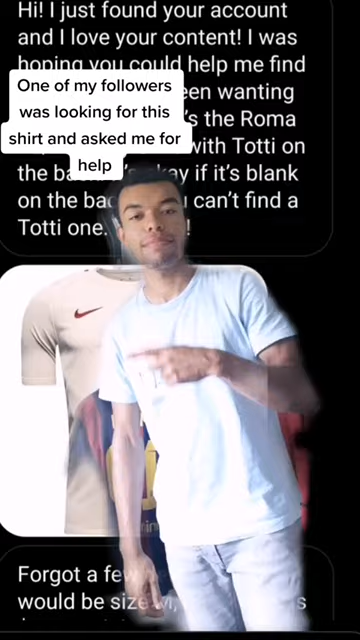 Hi! I just found your account
and I love your content! I was
hoping you could help me find
One of my followers
was looking for this
shirt and asked me for
help
een wanting
's the Roma
with Totti on
the ba kay if it's blank
on the bac can't find a
Totti one. !
Forgot a few
would be size s